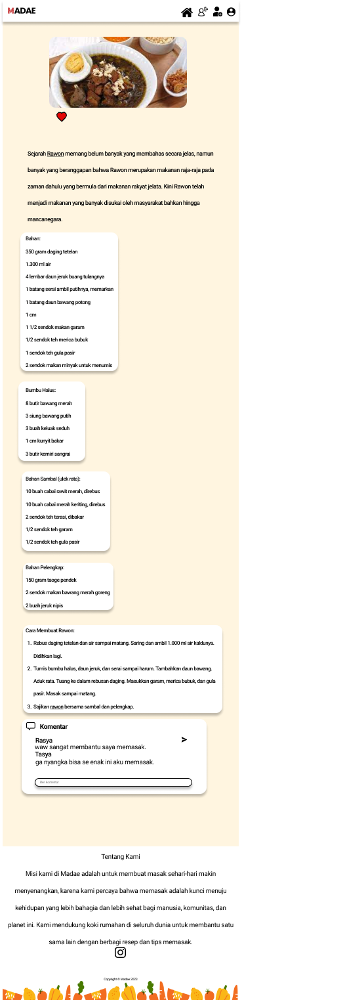 MADAE
Sejarah Rawon memang belum banyak yang membahas secara jelas, namun
banyak yang beranggapan bahwa Rawon merupakan makanan raja-raja pada
zaman dahulu yang bermula dari makanan rakyat jelata. Kini Rawon telah
menjadi makanan yang banyak disukai oleh masyarakat bahkan hingga
mancanegara.
Bahan:
350 gram daging tetelan
1.300 ml air
4 lembar daun jeruk buang tulangnya
1 batang serai ambil putihnya, memarkan
1 batang daun bawang potong
1 cm
1 1/2 sendok makan garam
1/2 sendok teh merica bubuk
1 sendok teh gula pasir
2 sendok makan minyak untuk menumis
Bumbu Halus:
8 butir bawang merah
3 siung bawang putih
3 buah keluak seduh
1 cm kunyit bakar
3 butir kemiri sangrai
Bahan Sambal (ulek rata):
10 buah cabai rawit merah, direbus
10 buah cabai merah keriting, direbus
2 sendok teh terasi, dibakar
1/2 sendok teh garam
1/2 sendok teh gula pasir
Bahan Pelengkap:
150 gram taoge pendek
2 sendok makan bawang merah goreng
2 buah jeruk nipis
Cara Membuat Rawon:
1. Rebus daging tetelan dan air sampai matang. Saring dan ambil 1.000 ml air kaldunya.
Didihkan lagi.
2. Tumis bumbu halus, daun jeruk, dan serai sampai harum. Tambahkan daun bawang.
Aduk rata. Tuang ke dalam rebusan daging. Masukkan garam, merica bubuk, dan gula
pasir. Masak sampai matang.
3. Sajikan rawon bersama sambal dan pelengkap.
Komentar
Rasya
waw sangat membantu saya memasak.
Tasya
ga nyangka bisa se enak ini aku memasak.
Beri komentar
Tentang Kami
Misi kami di Madae adalah untuk membuat masak sehari-hari makin
menyenangkan, karena kami percaya bahwa memasak adalah kunci menuju
kehidupan yang lebih bahagia dan lebih sehat bagi manusia, komunitas, dan
planet ini. Kami mendukung koki rumahan di seluruh dunia untuk membantu satu
sama lain dengan berbagi resep dan tips memasak.
Copyright © Madae 2023